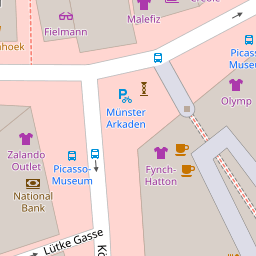 Malefiz
Fielmann
Picasso-
Museum
Münster
Arkaden
Olymp
Zalando
Outlet
Picasso-
Museum
Fynch-
Hatton
National
Bank
Lütke Gasse